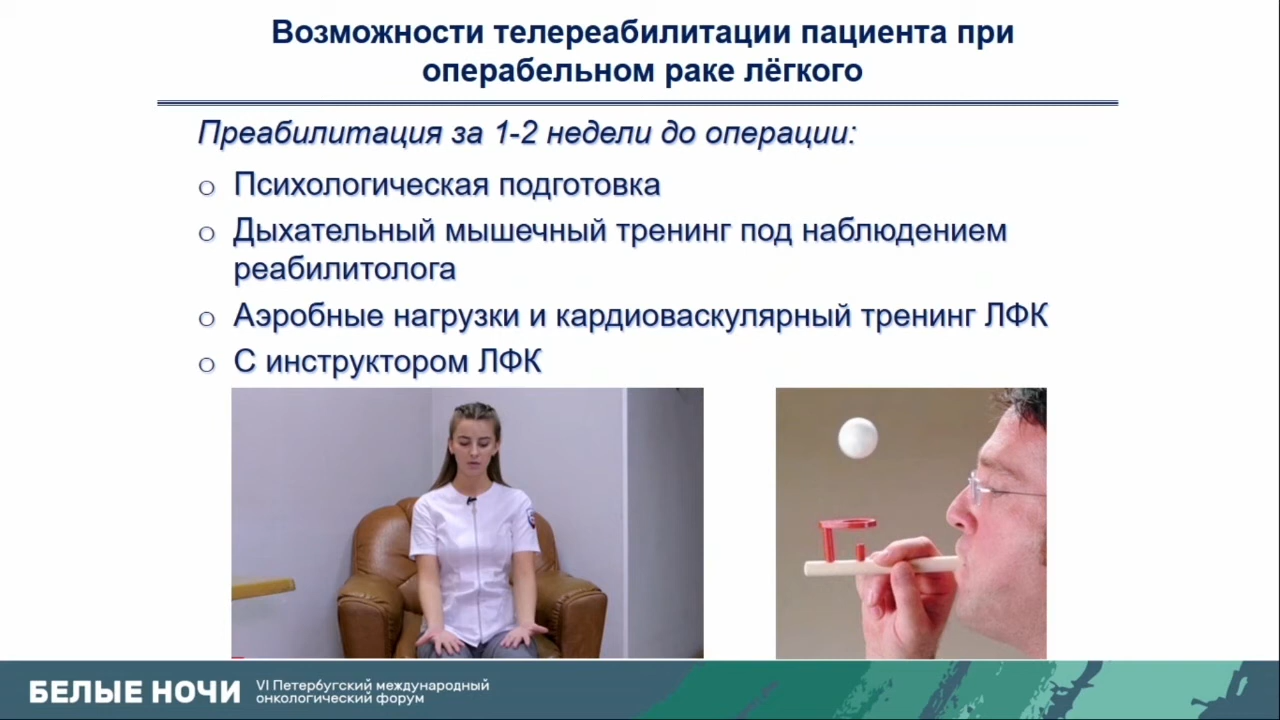 Возможности телереабилитации пациента при
операбельном раке лёгкого
Преабилитация за 1-2 недели до операции:
o Психологическая подготовка
o Дыхательный мышечный тренинг под наблюдением
реабилитолога
o Аэробные нагрузки и кардиоваскулярный тренинг ЛФК
o С инструктором ЛФК
БЕЛЫЕ НОЧИ
VI Петербугский международный
онкологический форум